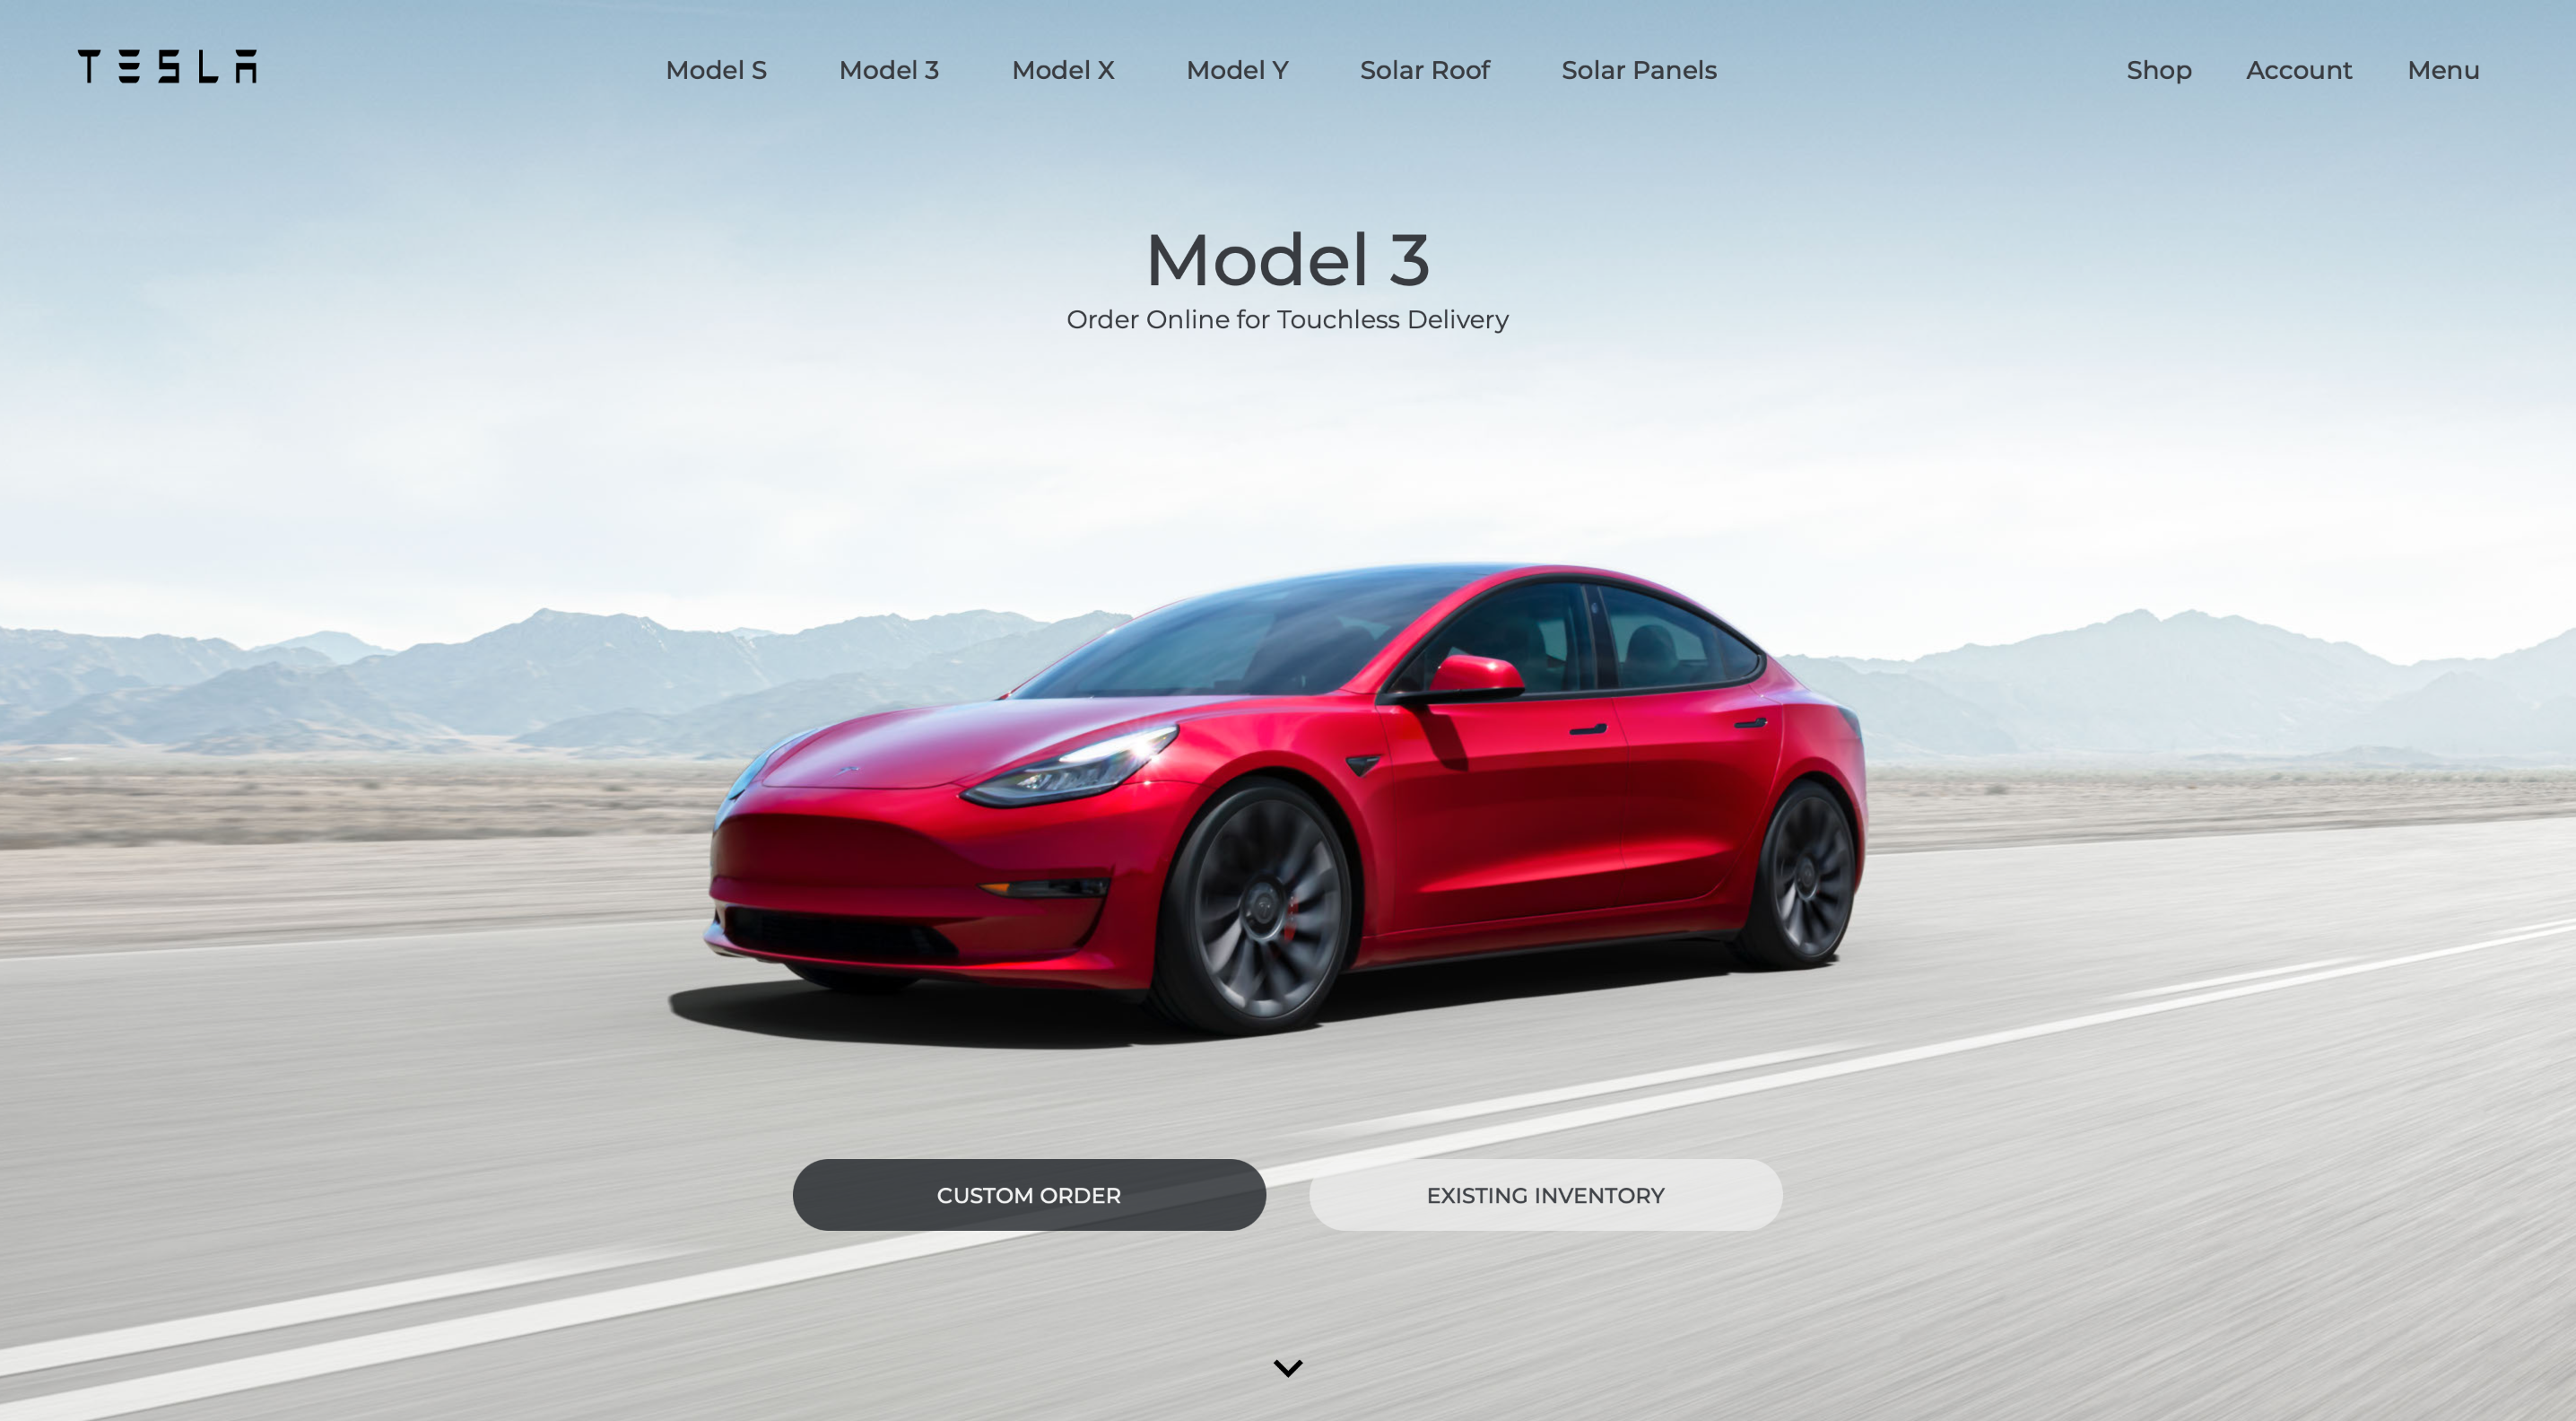 TESLA
Model S Model 3 Model X Model Y Solar Roof Solar Panels
Shop Account Menu
Model 3
Order Online for Touchless Delivery
CUSTOM ORDER
EXISTING INVENTORY